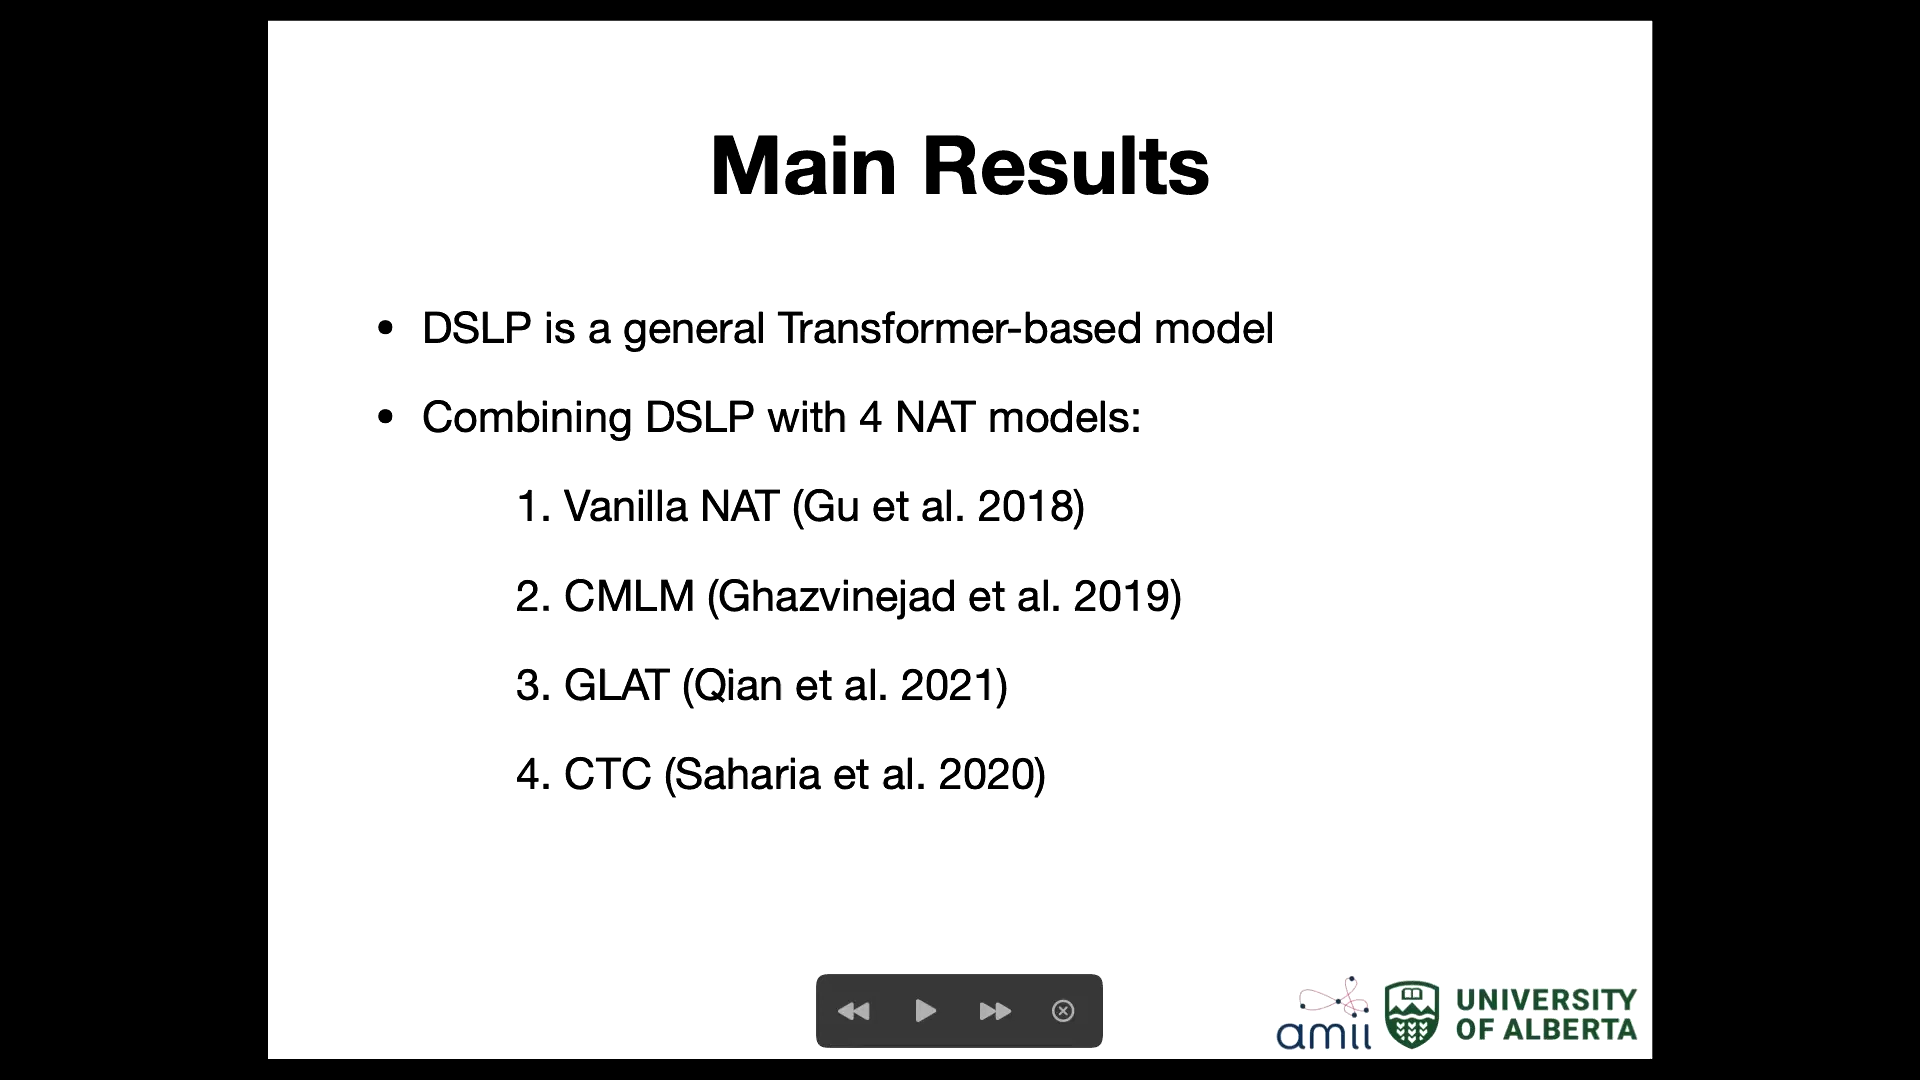 Main Results
• DSLP is a general Transformer-based model
• Combining DSLP with 4 NAT models:
1. Vanilla NAT (Gu et al. 2018)
2. CMLM (Ghazvinejad et al. 2019)
3. GLAT (Qian et al. 2021)
4. CTC (Saharia et al. 2020)
amii
UNIVERSITY
OF ALBERTA